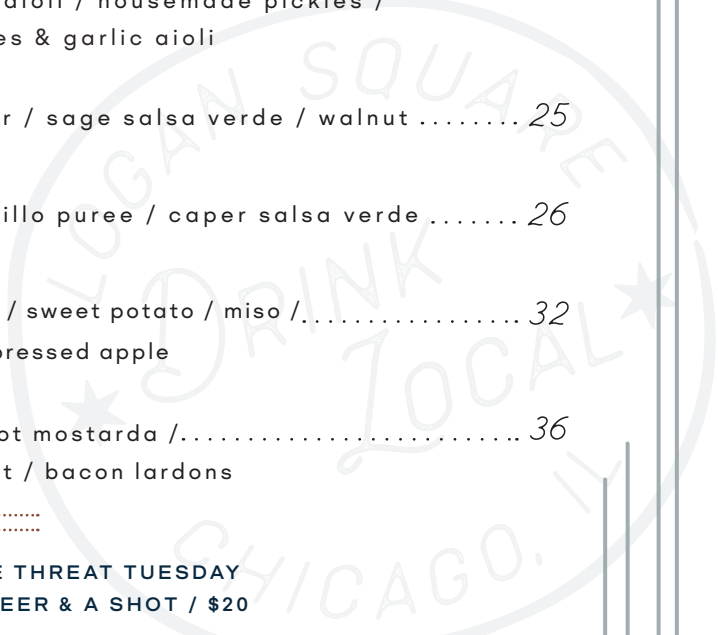 aioli / housemade pickles /
es & garlic aioli
r / sage salsa verde / walnut ........ 25
illo puree / caper salsa verde ....... 26
/ sweet potato / miso /................. 32
pressed apple
ot mostarda /.......................... 36
t / bacon lardons
E THREAT TUESDAY
EER & A SHOT / $20
LOGAN SQUARE
DRINK
LOCAL
CHICAGO, IL